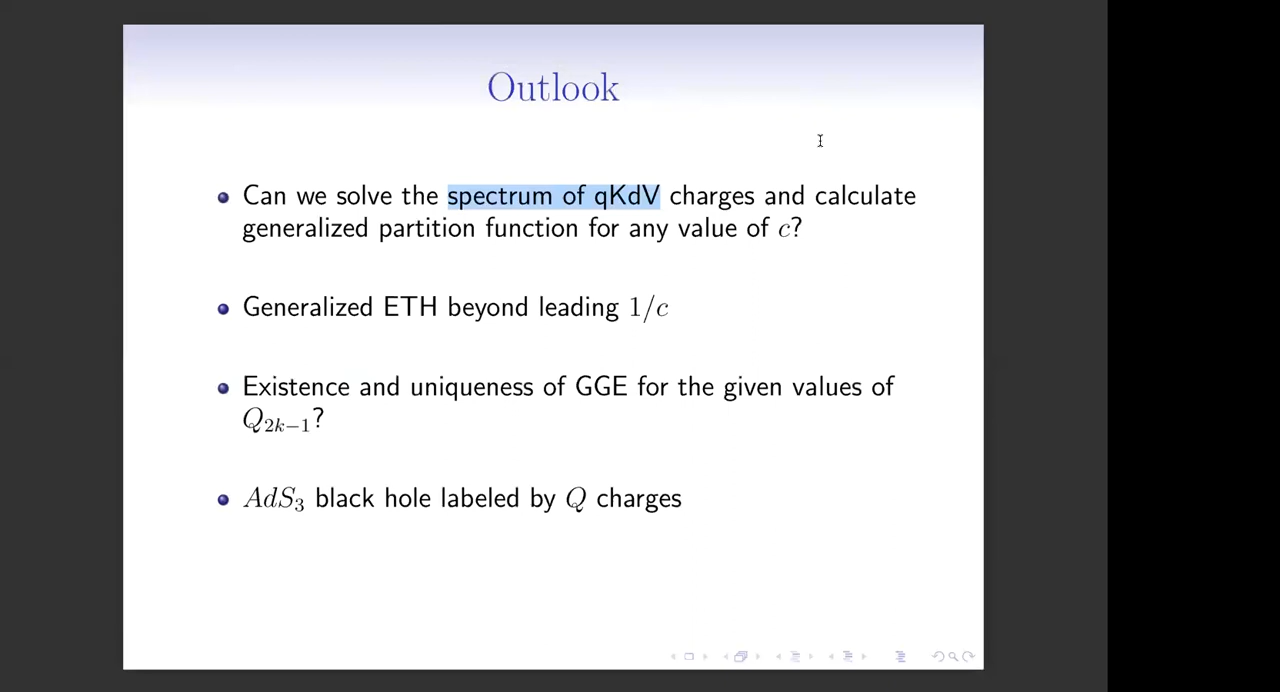 Outlook
Can we solve the spectrum of qKdV charges and calculate
generalized partition function for any value of c?
Generalized ETH beyond leading 1/c
Existence and uniqueness of GGE for the given values of
Q₂ₖ₋₁?
AdS₃ black hole labeled by Q charges